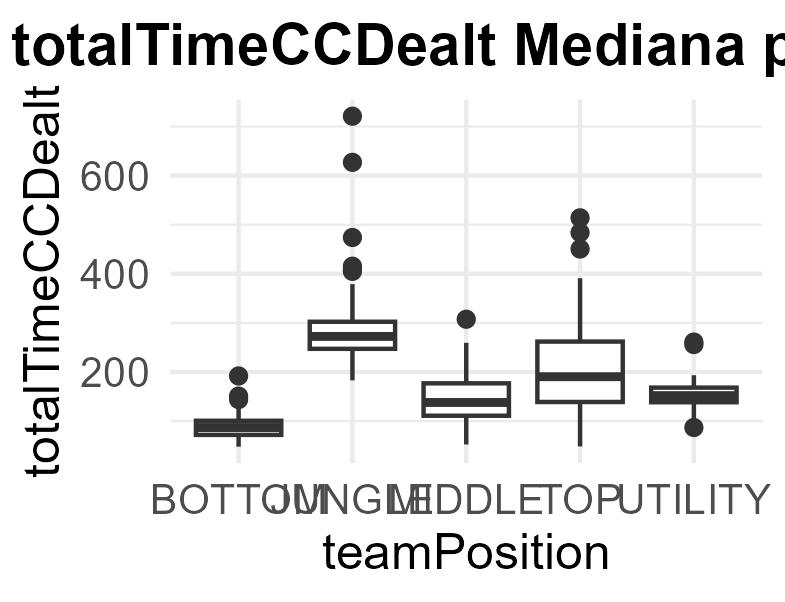 totalTimeCCDealt Mediana p
totalTimeCCDealt
600
400
200
BOTTOM JUNGLE MIDDLE TOP UTILITY
teamPosition